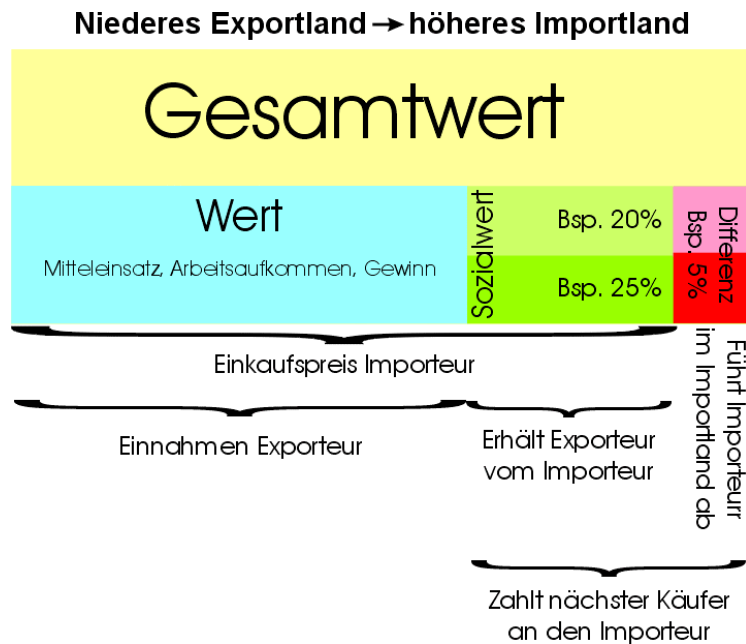 Niederes Exportland → höheres Importland
Gesamtwert
Wert
Mitteleinsatz, Arbeitsaufkommen, Gewinn
Sozialwert
Bsp. 20%
Bsp. 25%
Differenz
Bsp. 5%
Einkaufspreis Importeur
Führt Importeurr
im Importland ab
Einnahmen Exporteur
Erhält Exporteur
vom Importeur
Zahlt nächster Käufer
an den Importeur